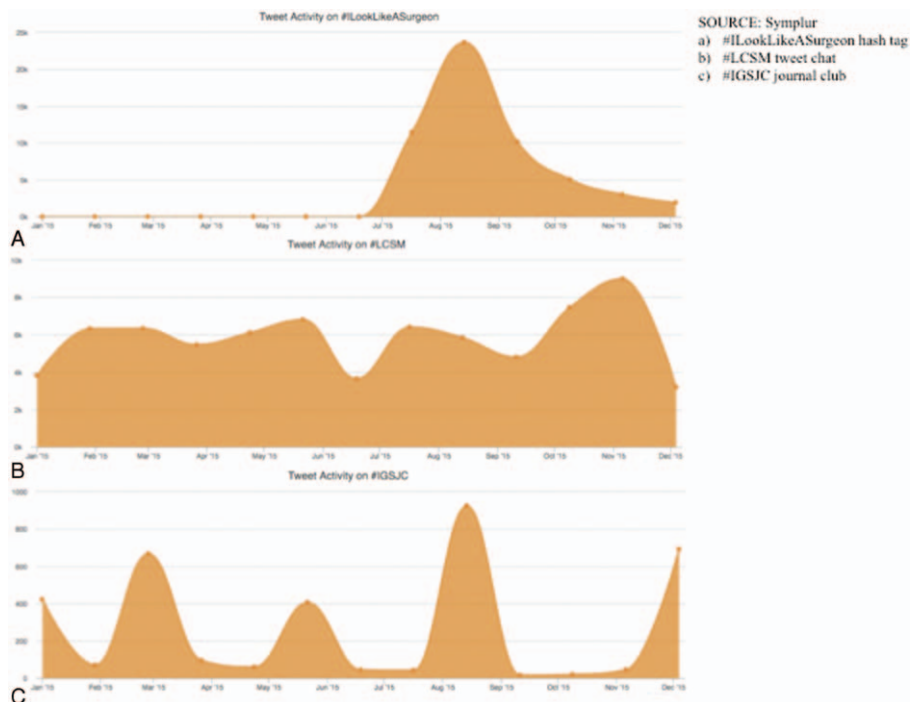 Tweet Activity on #ILookLikeASurgeon
25k
20k
15k
10k
5k
0k
Jan '15 Feb '15 Mar '15 Apr '15 May '15 Jun '15 Jul '15 Aug '15 Sep '15 Oct '15 Nov '15 Dec '15
A
Tweet Activity on #LCSM
10k
8k
6k
4k
2k
0k
Jan '15 Feb '15 Mar '15 Apr '15 May '15 Jun '15 Jul '15 Aug '15 Sep '15 Oct '15 Nov '15 Dec '15
B
Tweet Activity on #IGSJC
1000
800
600
400
200
0
Jan '15 Feb '15 Mar '15 Apr '15 May '15 Jun '15 Jul '15 Aug '15 Sep '15 Oct '15 Nov '15 Dec '15
C
SOURCE: Symplur
a) #ILookLikeASurgeon hash tag
b) #LCSM tweet chat
c) #IGSJC journal club